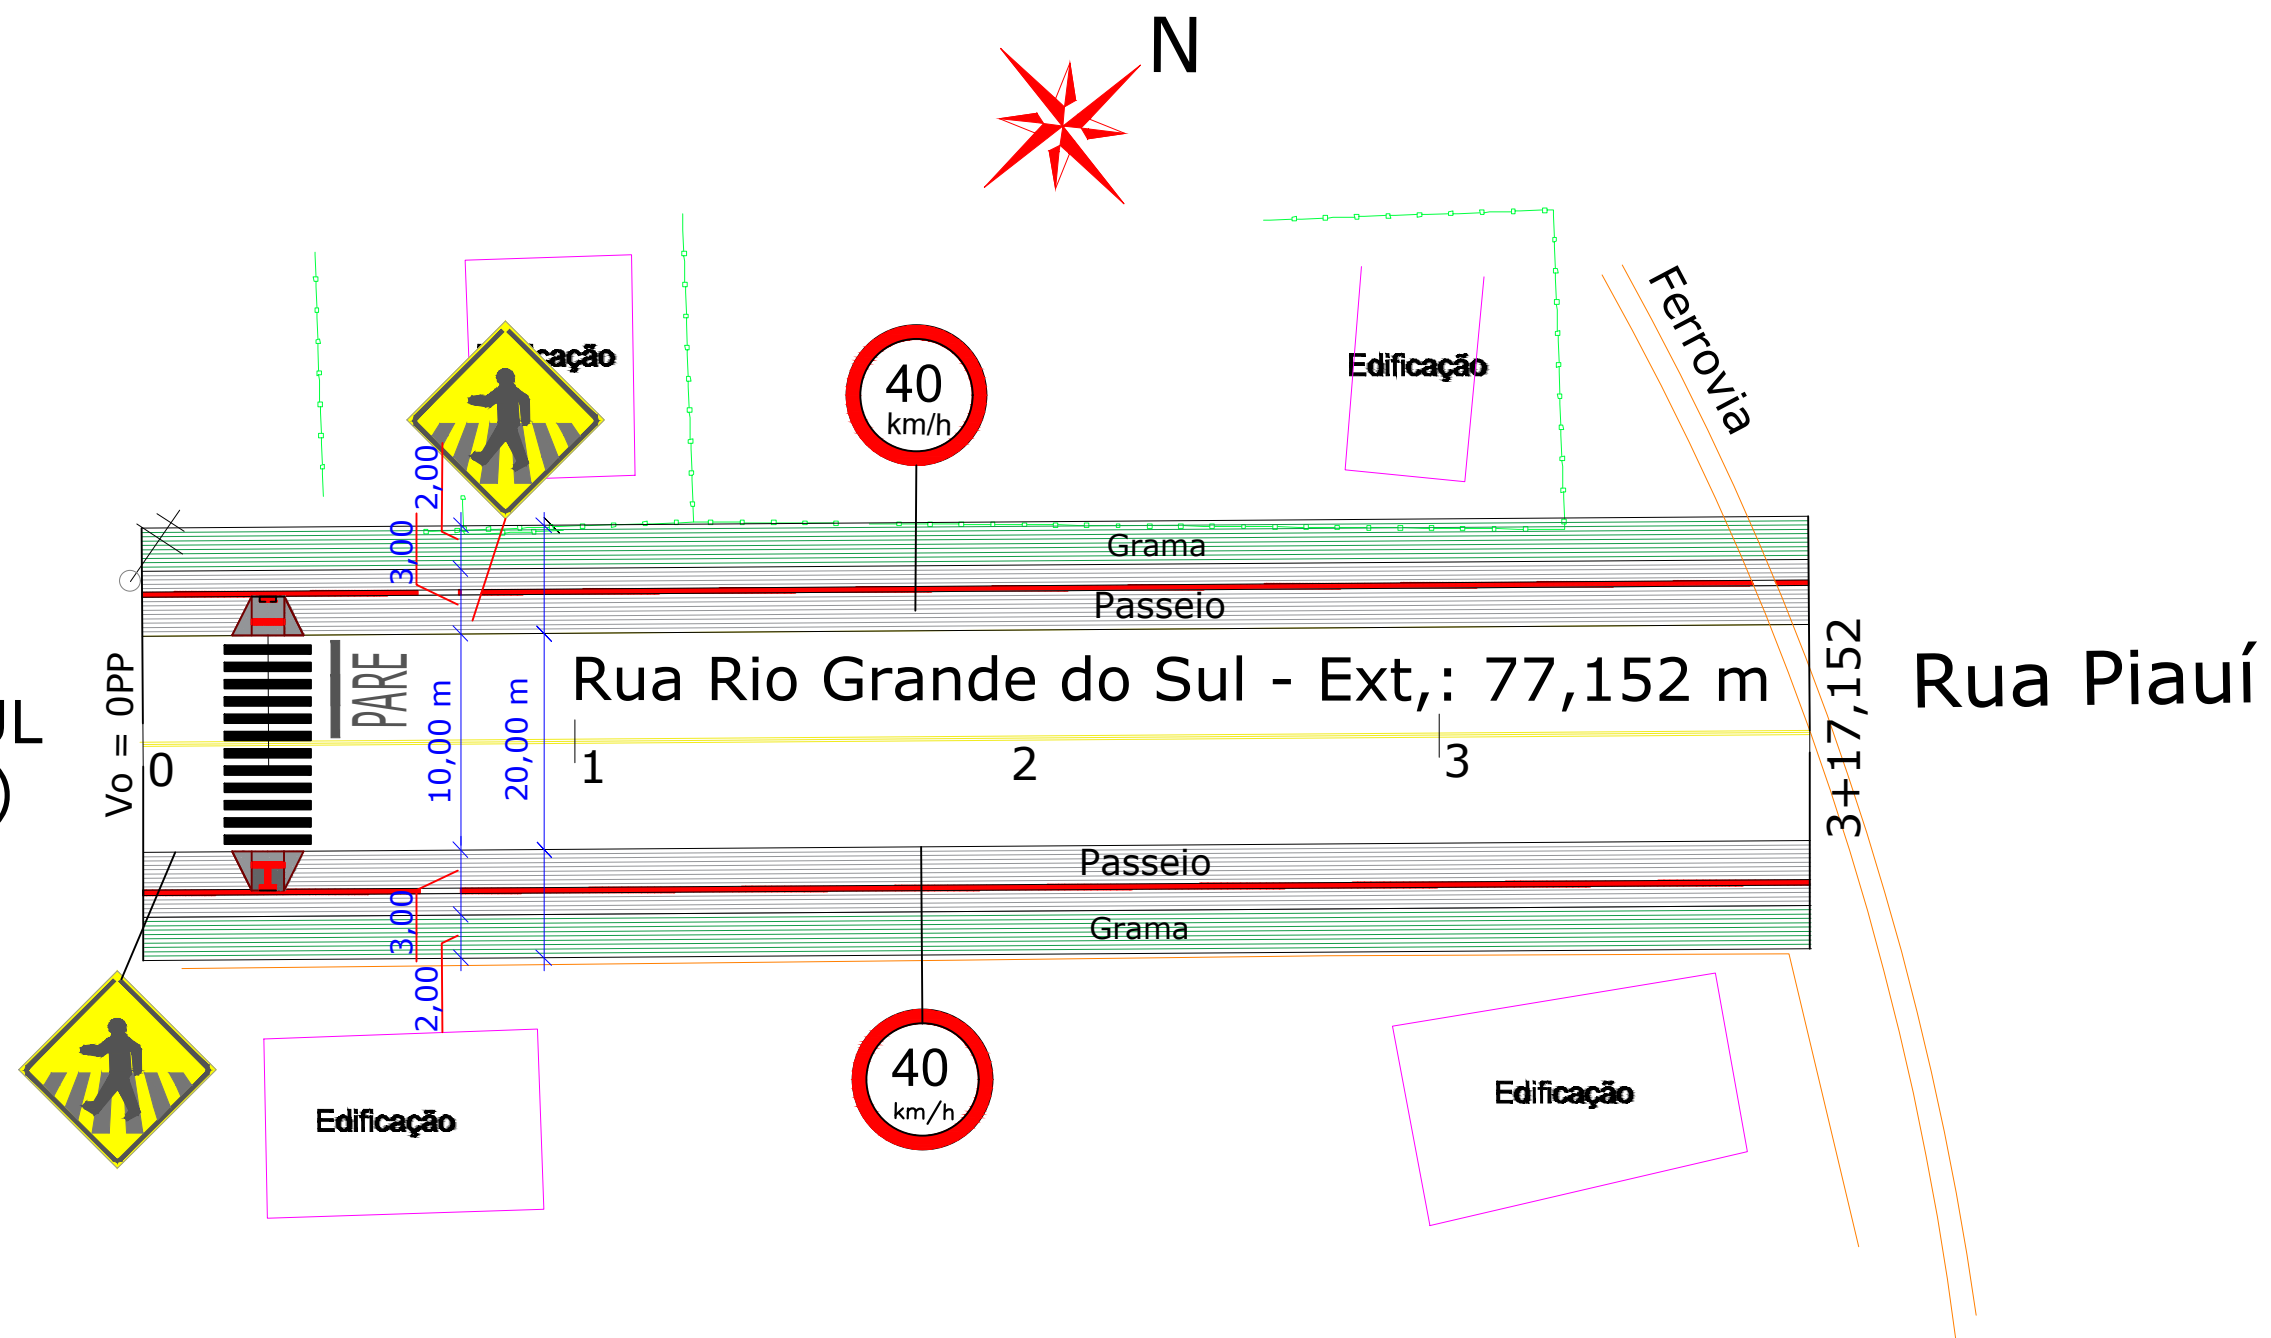 N
Ferrovia
Edificação
40
km/h
2,00
3,00
Grama
Passeio
Rua Rio Grande do Sul - Ext,: 77,152 m
Rua Piauí
3+17,152
PARE
10,00 m
20,00 m
Vo = 0PP
UL
)
0
1
2
3
Passeio
Grama
3,00
2,00
40
km/h
Edificação
Edificação